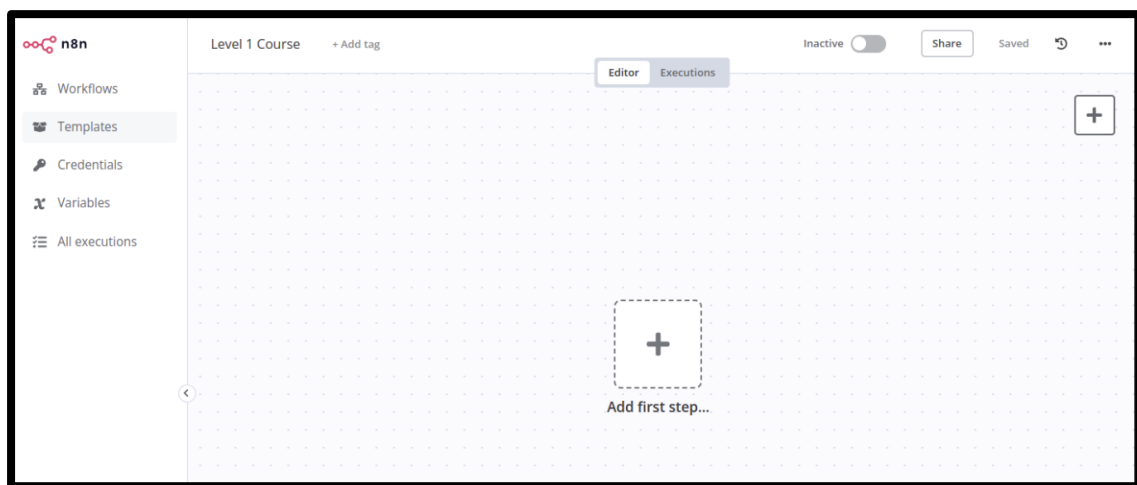 n8n
Level 1 Course
+ Add tag
Inactive
Share
Saved
Editor
Executions
Workflows
Templates
Credentials
Variables
All executions
Add first step...